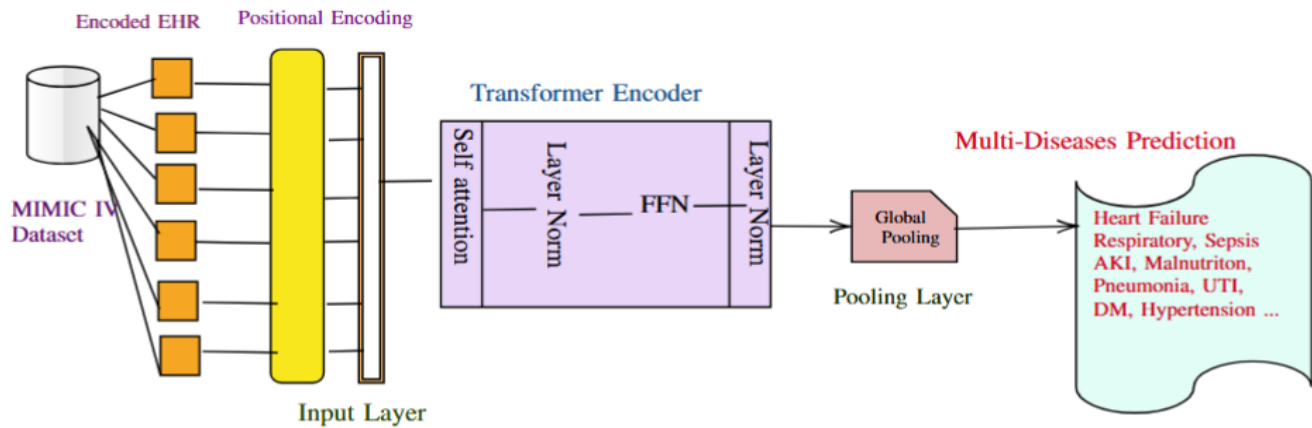 Encoded EHR
Positional Encoding
MIMIC IV
Dataset
Input Layer
Transformer Encoder
Self attention
Layer Norm
FFN
Layer Norm
Global
Pooling
Pooling Layer
Multi-Diseases Prediction
Heart Failure
Respiratory, Sepsis
AKI, Malnutriton,
Pneumonia, UTI,
DM, Hypertension ...